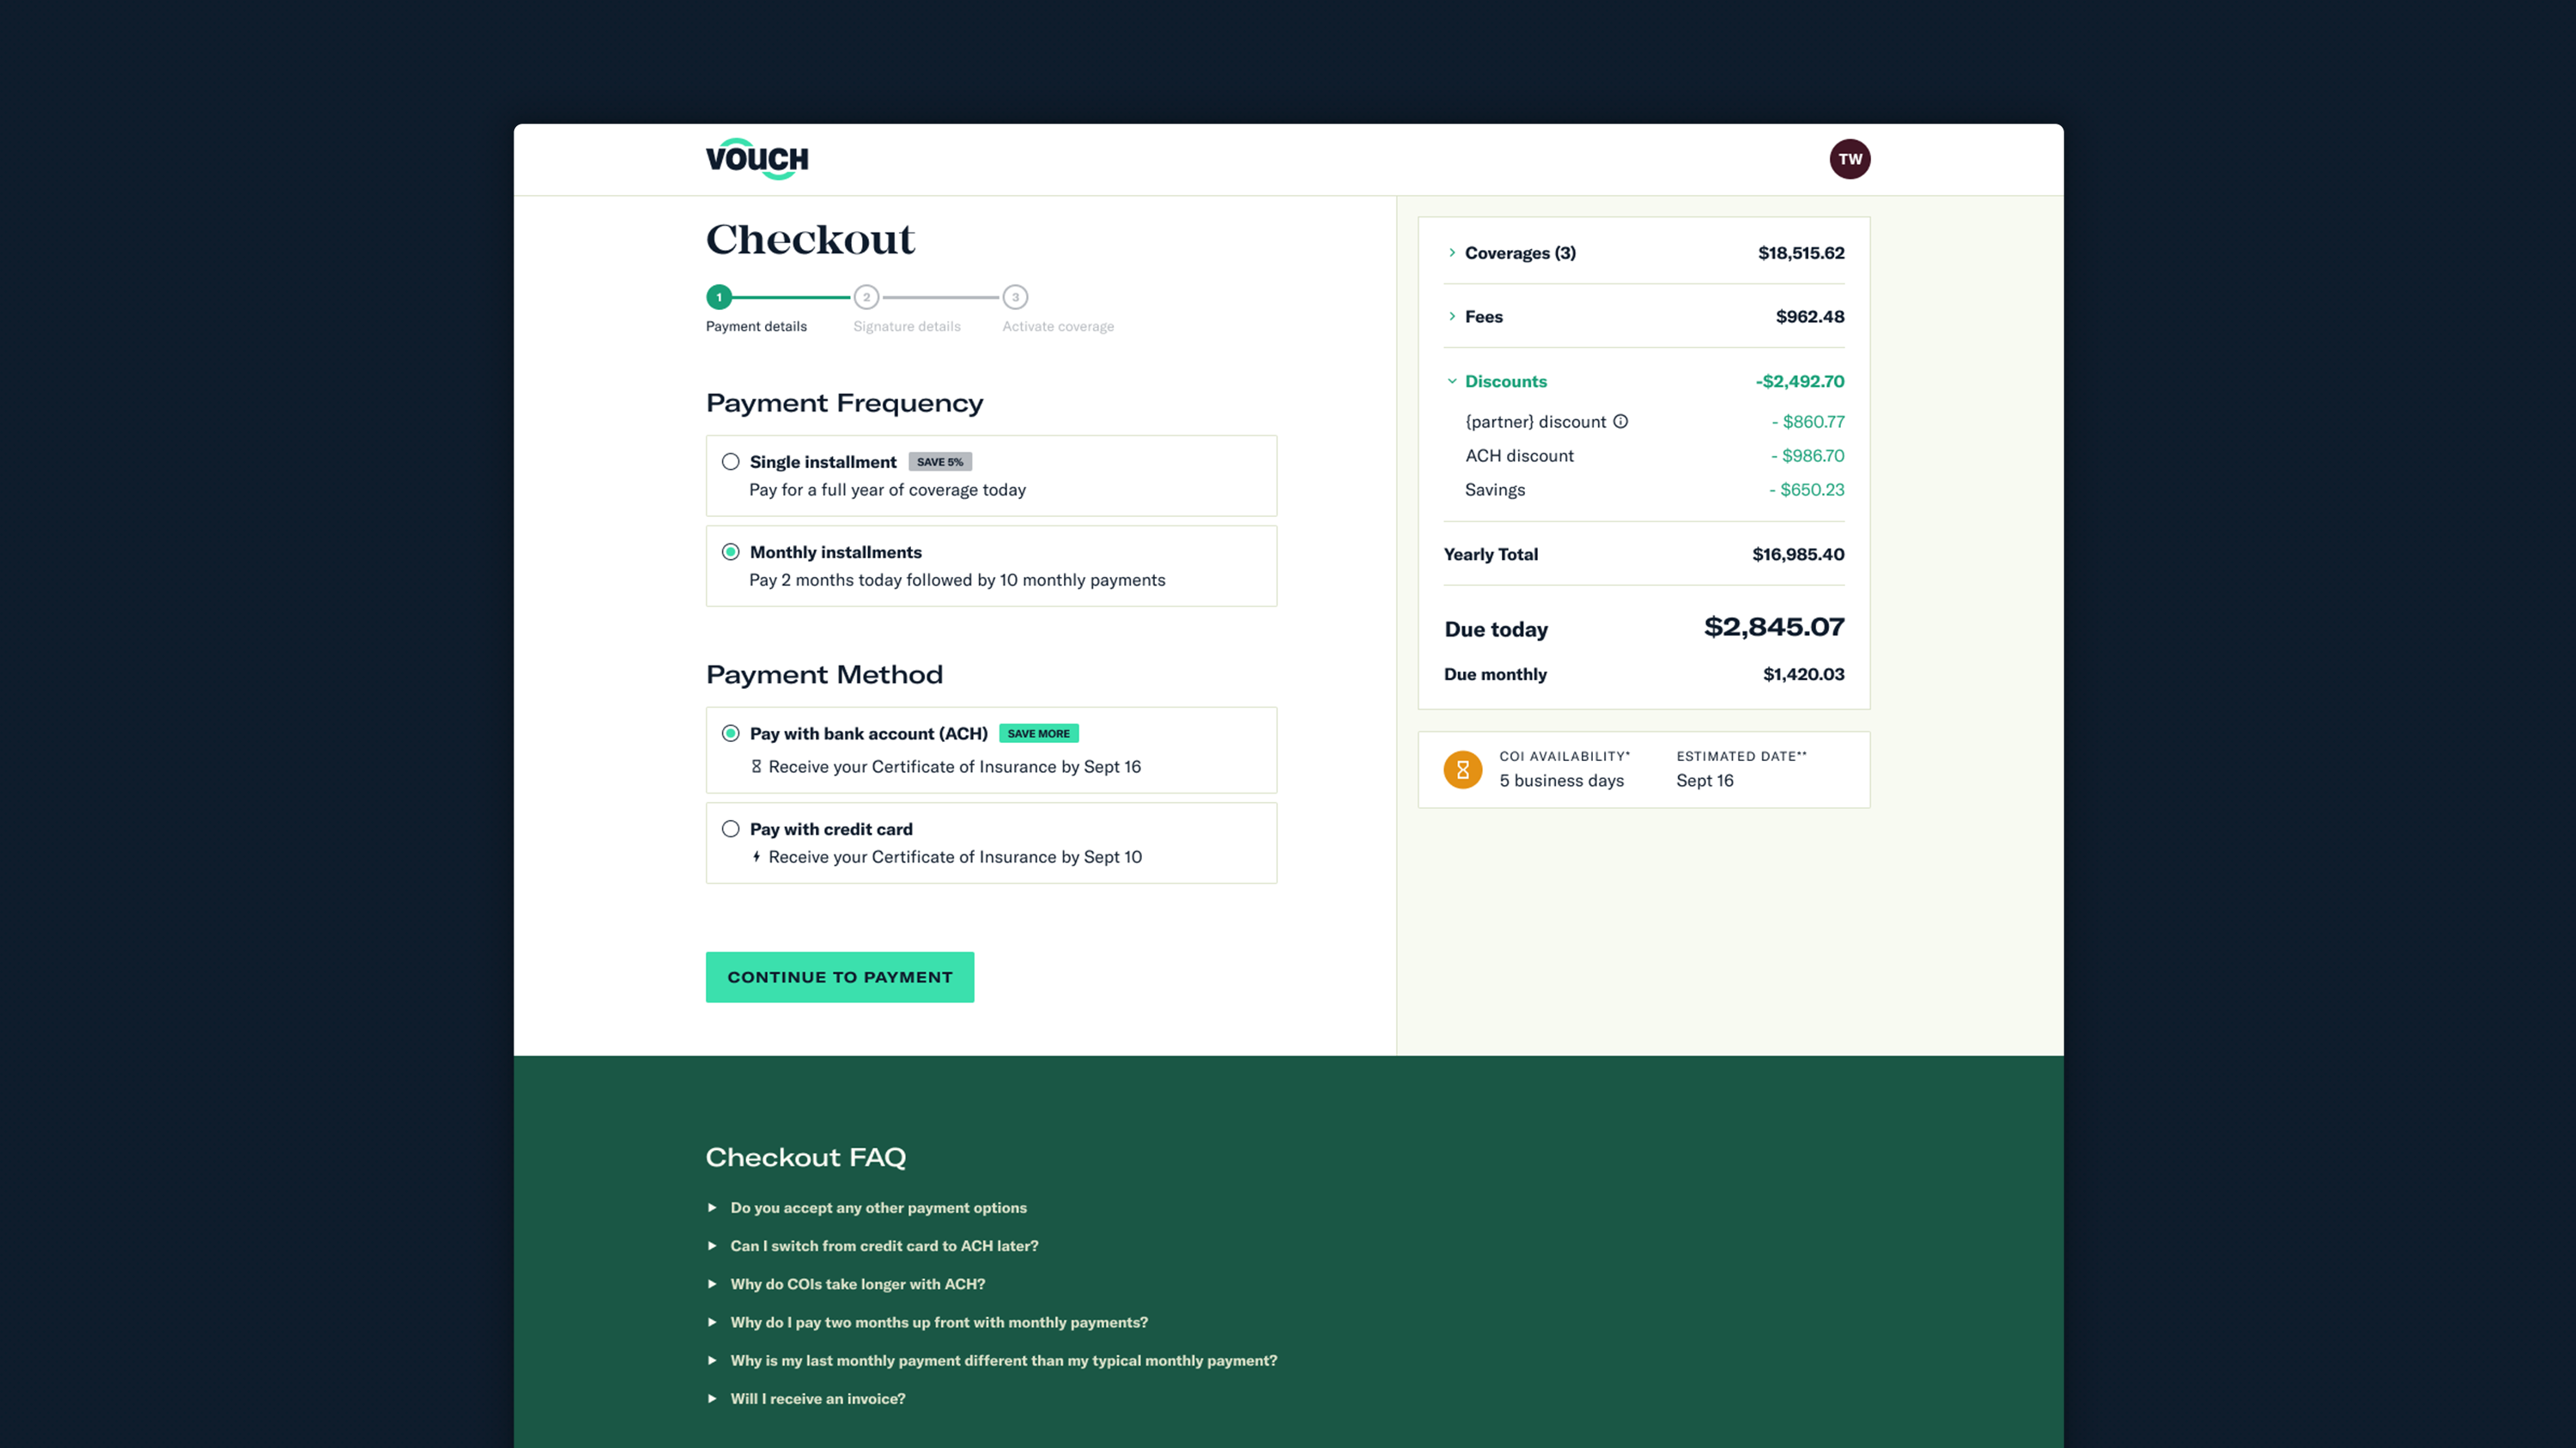 VOUCH
TW
Checkout
1
2
3
Payment details
Signature details
Activate coverage
Payment Frequency
Single installment SAVE 5%
Pay for a full year of coverage today
Monthly installments
Pay 2 months today followed by 10 monthly payments
Payment Method
Pay with bank account (ACH) SAVE MORE
Receive your Certificate of Insurance by Sept 16
Pay with credit card
Receive your Certificate of Insurance by Sept 10
CONTINUE TO PAYMENT
Coverages (3) $18,515.62
Fees $962.48
Discounts -$2,492.70
{partner} discount - $860.77
ACH discount - $986.70
Savings - $650.23
Yearly Total $16,985.40
Due today $2,845.07
Due monthly $1,420.03
COI AVAILABILITY* ESTIMATED DATE**
5 business days Sept 16
Checkout FAQ
Do you accept any other payment options
Can I switch from credit card to ACH later?
Why do COIs take longer with ACH?
Why do I pay two months up front with monthly payments?
Why is my last monthly payment different than my typical monthly payment?
Will I receive an invoice?